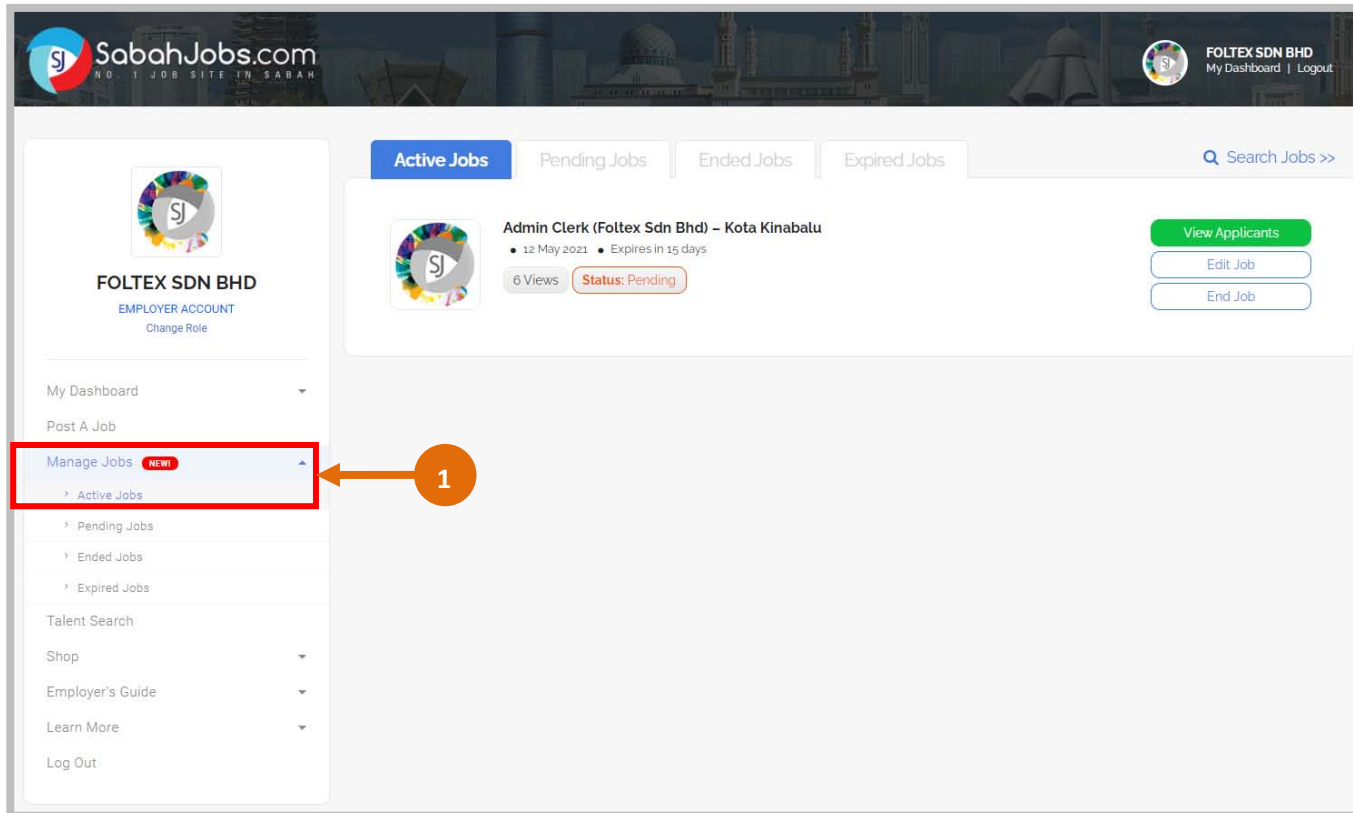 SJ SabahJobs.com
NO. 1 JOB SITE IN SABAH
SJ
FOLTEX SDN BHD
My Dashboard | Logout
SJ
FOLTEX SDN BHD
EMPLOYER ACCOUNT
Change Role
My Dashboard
Post A Job
Manage Jobs NEW!
> Active Jobs
> Pending Jobs
> Ended Jobs
> Expired Jobs
Talent Search
Shop
Employer's Guide
Learn More
Log Out
1
Active Jobs Pending Jobs Ended Jobs Expired Jobs
Search Jobs >>
SJ
Admin Clerk (Foltex Sdn Bhd) – Kota Kinabalu
• 12 May 2021 • Expires in 15 days
6 Views Status: Pending
View Applicants
Edit Job
End Job